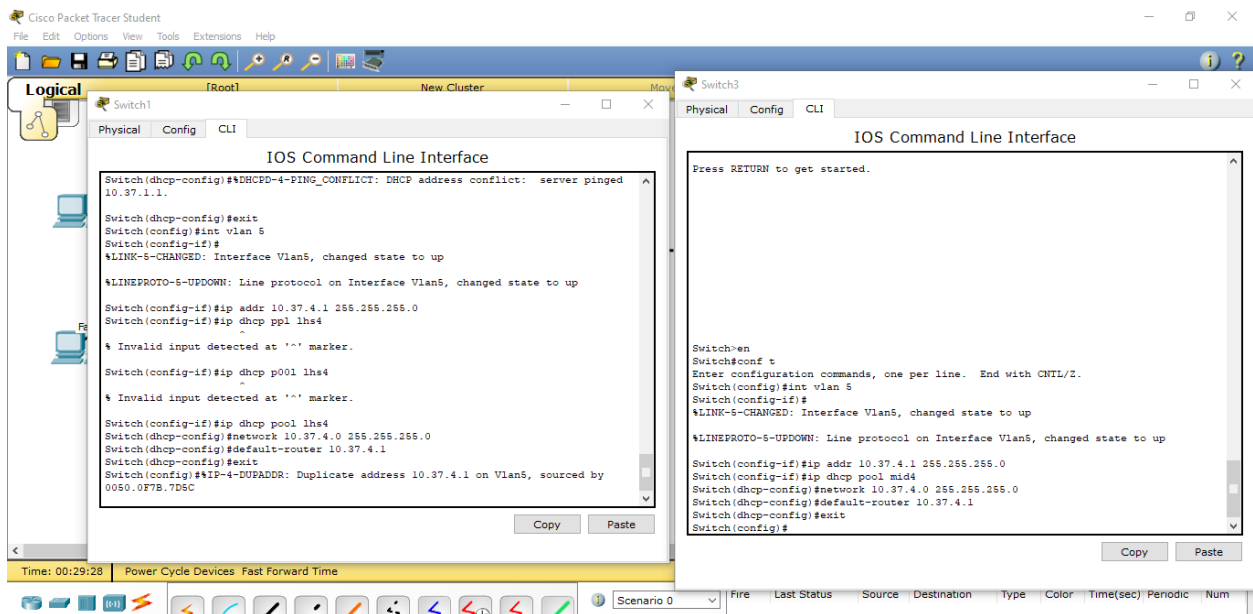 Cisco Packet Tracer Student
File Edit Options View Tools Extensions Help
Logical
[Root]
New Cluster
Switch1
Physical Config CLI
IOS Command Line Interface
Switch(dhcp-config)#%DHCPD-4-PING_CONFLICT: DHCP address conflict: server pinged
10.37.1.1.
Switch(dhcp-config)#exit
Switch(config)#int vlan 5
Switch(config-if)#
%LINK-5-CHANGED: Interface Vlan5, changed state to up
%LINEPROTO-5-UPDOWN: Line protocol on Interface Vlan5, changed state to up
Switch(config-if)#ip addr 10.37.4.1 255.255.255.0
Switch(config-if)#ip dhcp ppl lhs4
^
% Invalid input detected at '^' marker.
Switch(config-if)#ip dhcp p00l lhs4
^
% Invalid input detected at '^' marker.
Switch(config-if)#ip dhcp pool lhs4
Switch(dhcp-config)#network 10.37.4.0 255.255.255.0
Switch(dhcp-config)#default-router 10.37.4.1
Switch(dhcp-config)#exit
Switch(config)#%IP-4-DUPADDR: Duplicate address 10.37.4.1 on Vlan5, sourced by
0050.0F7B.7D5C
Copy Paste
Switch3
Physical Config CLI
IOS Command Line Interface
Press RETURN to get started.
Switch>en
Switch#conf t
Enter configuration commands, one per line. End with CNTL/Z.
Switch(config)#int vlan 5
Switch(config-if)#
%LINK-5-CHANGED: Interface Vlan5, changed state to up
%LINEPROTO-5-UPDOWN: Line protocol on Interface Vlan5, changed state to up
Switch(config-if)#ip addr 10.37.4.1 255.255.255.0
Switch(config-if)#ip dhcp pool mid4
Switch(dhcp-config)#network 10.37.4.0 255.255.255.0
Switch(dhcp-config)#default-router 10.37.4.1
Switch(dhcp-config)#exit
Switch(config)#
Copy Paste
Time: 00:29:28 Power Cycle Devices Fast Forward Time
Scenario 0
Fire Last Status Source Destination Type Color Time(sec) Periodic Num